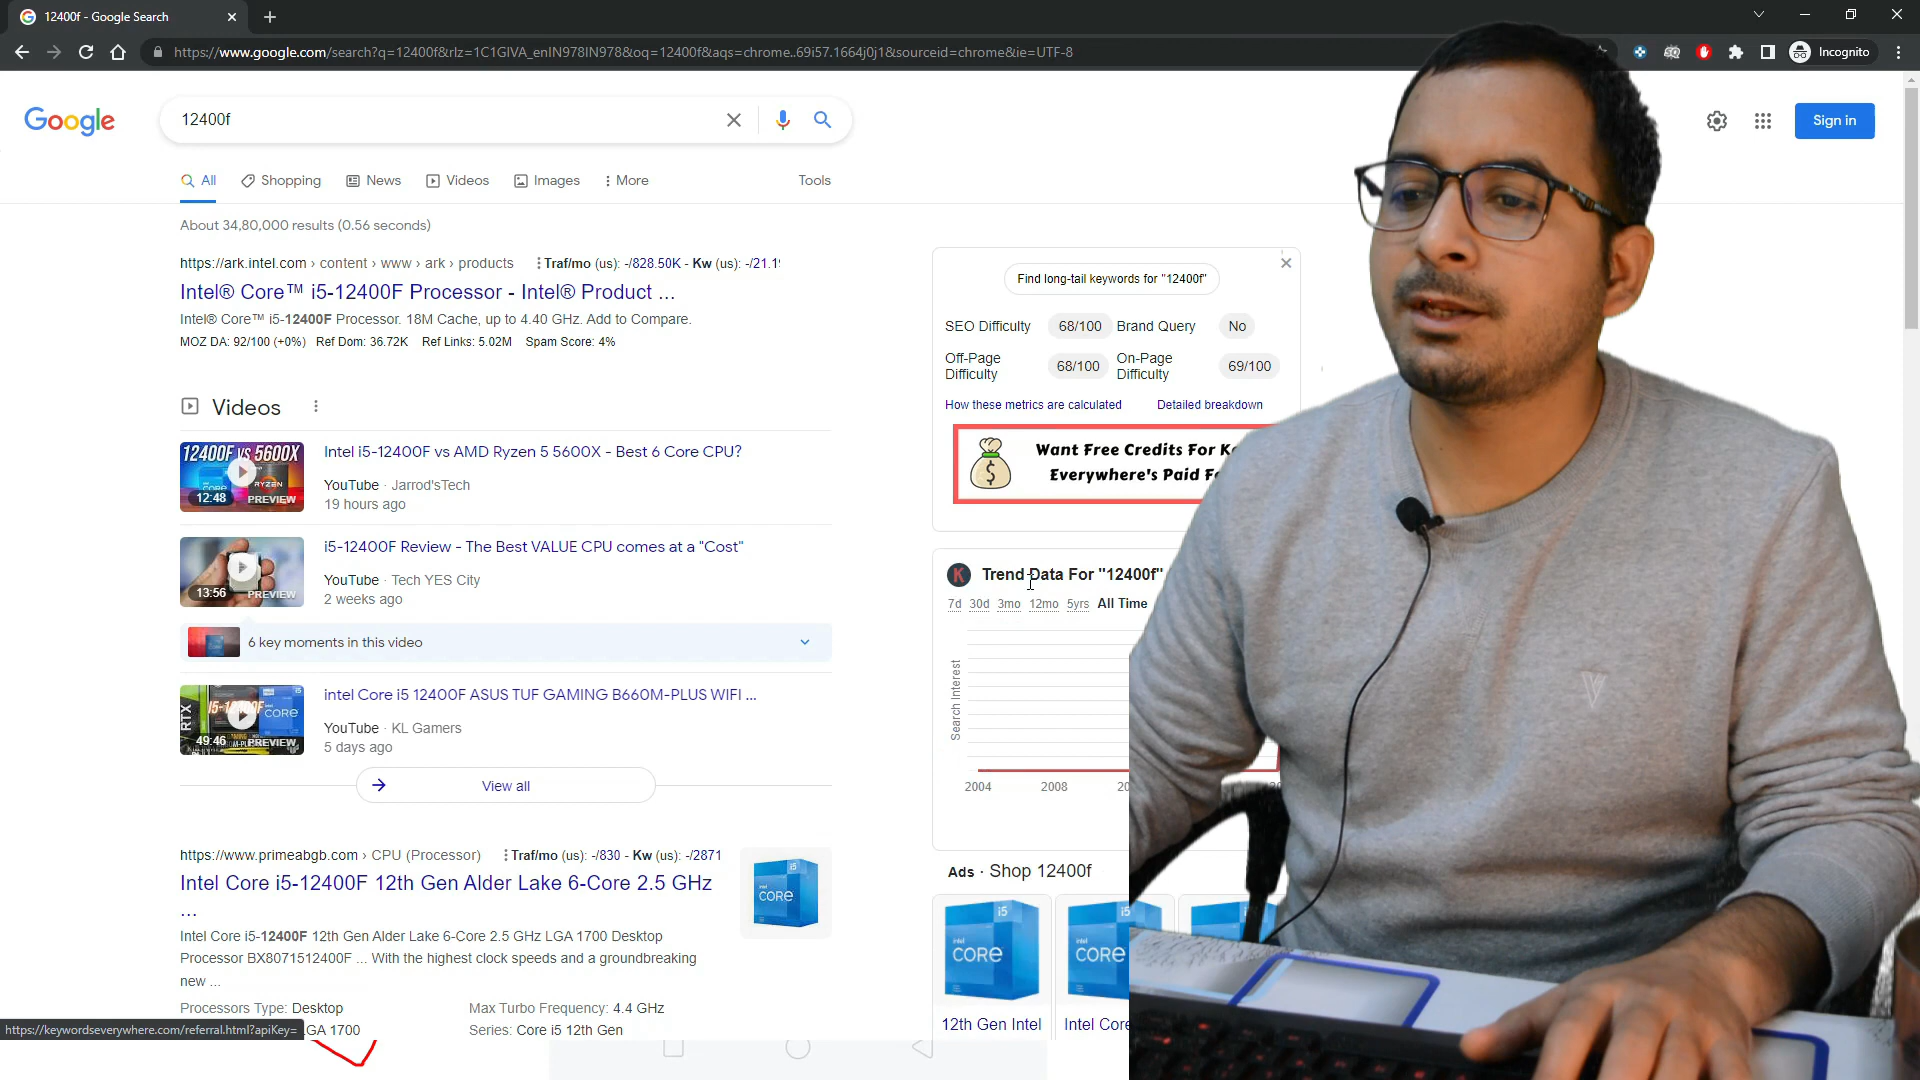 12400f - Google Search
https://www.google.com/search?q=12400f&rlz=1C1GIVA_enIN978IN978&oq=12400f&aqs=chrome..69i57.1664j0j1&sourceid=chrome&ie=UTF-8
Incognito
Google
12400f
Sign in
All
Shopping
News
Videos
Images
More
Tools
About 34,80,000 results (0.56 seconds)
https://ark.intel.com › content › www › ark › products
Traf/mo (us): -/828.50K - Kw (us): -/21.1
Intel® Core™ i5-12400F Processor - Intel® Product ...
Intel® Core™ i5-12400F Processor. 18M Cache, up to 4.40 GHz. Add to Compare.
MOZ DA: 92/100 (+0%) Ref Dom: 36.72K Ref Links: 5.02M Spam Score: 4%
Videos
12400F VS 5600X
CORE
RYZEN
12:48
PREVIEW
Intel i5-12400F vs AMD Ryzen 5 5600X - Best 6 Core CPU?
YouTube · Jarrod'sTech
19 hours ago
13:56
PREVIEW
i5-12400F Review - The Best VALUE CPU comes at a "Cost"
YouTube · Tech YES City
2 weeks ago
6 key moments in this video
RTX
CORE
49:46
PREVIEW
intel Core i5 12400F ASUS TUF GAMING B660M-PLUS WIFI ...
YouTube · KL Gamers
5 days ago
View all
https://www.primeabgb.com › CPU (Processor)
Traf/mo (us): -/830 - Kw (us): -/2871
Intel Core i5-12400F 12th Gen Alder Lake 6-Core 2.5 GHz
...
Intel Core i5-12400F 12th Gen Alder Lake 6-Core 2.5 GHz LGA 1700 Desktop
Processor BX8071512400F ... With the highest clock speeds and a groundbreaking
new ...
Processors Type: Desktop
Max Turbo Frequency: 4.4 GHz
GA 1700
Series: Core i5 12th Gen
i5
CORE
https://keywordseverywhere.com/referral.html?apiKey=
Find long-tail keywords for "12400f"
SEO Difficulty 68/100 Brand Query No
Off-Page
Difficulty 68/100
On-Page
Difficulty 69/100
How these metrics are calculated
Detailed breakdown
Want Free Credits For K
Everywhere's Paid F
K
Trend Data For "12400f"
7d 30d 3mo 12mo 5yrs All Time
Search Interest
2004 2008 20
Ads · Shop 12400f
i5
CORE
i5
CORE
12th Gen Intel
Intel Core